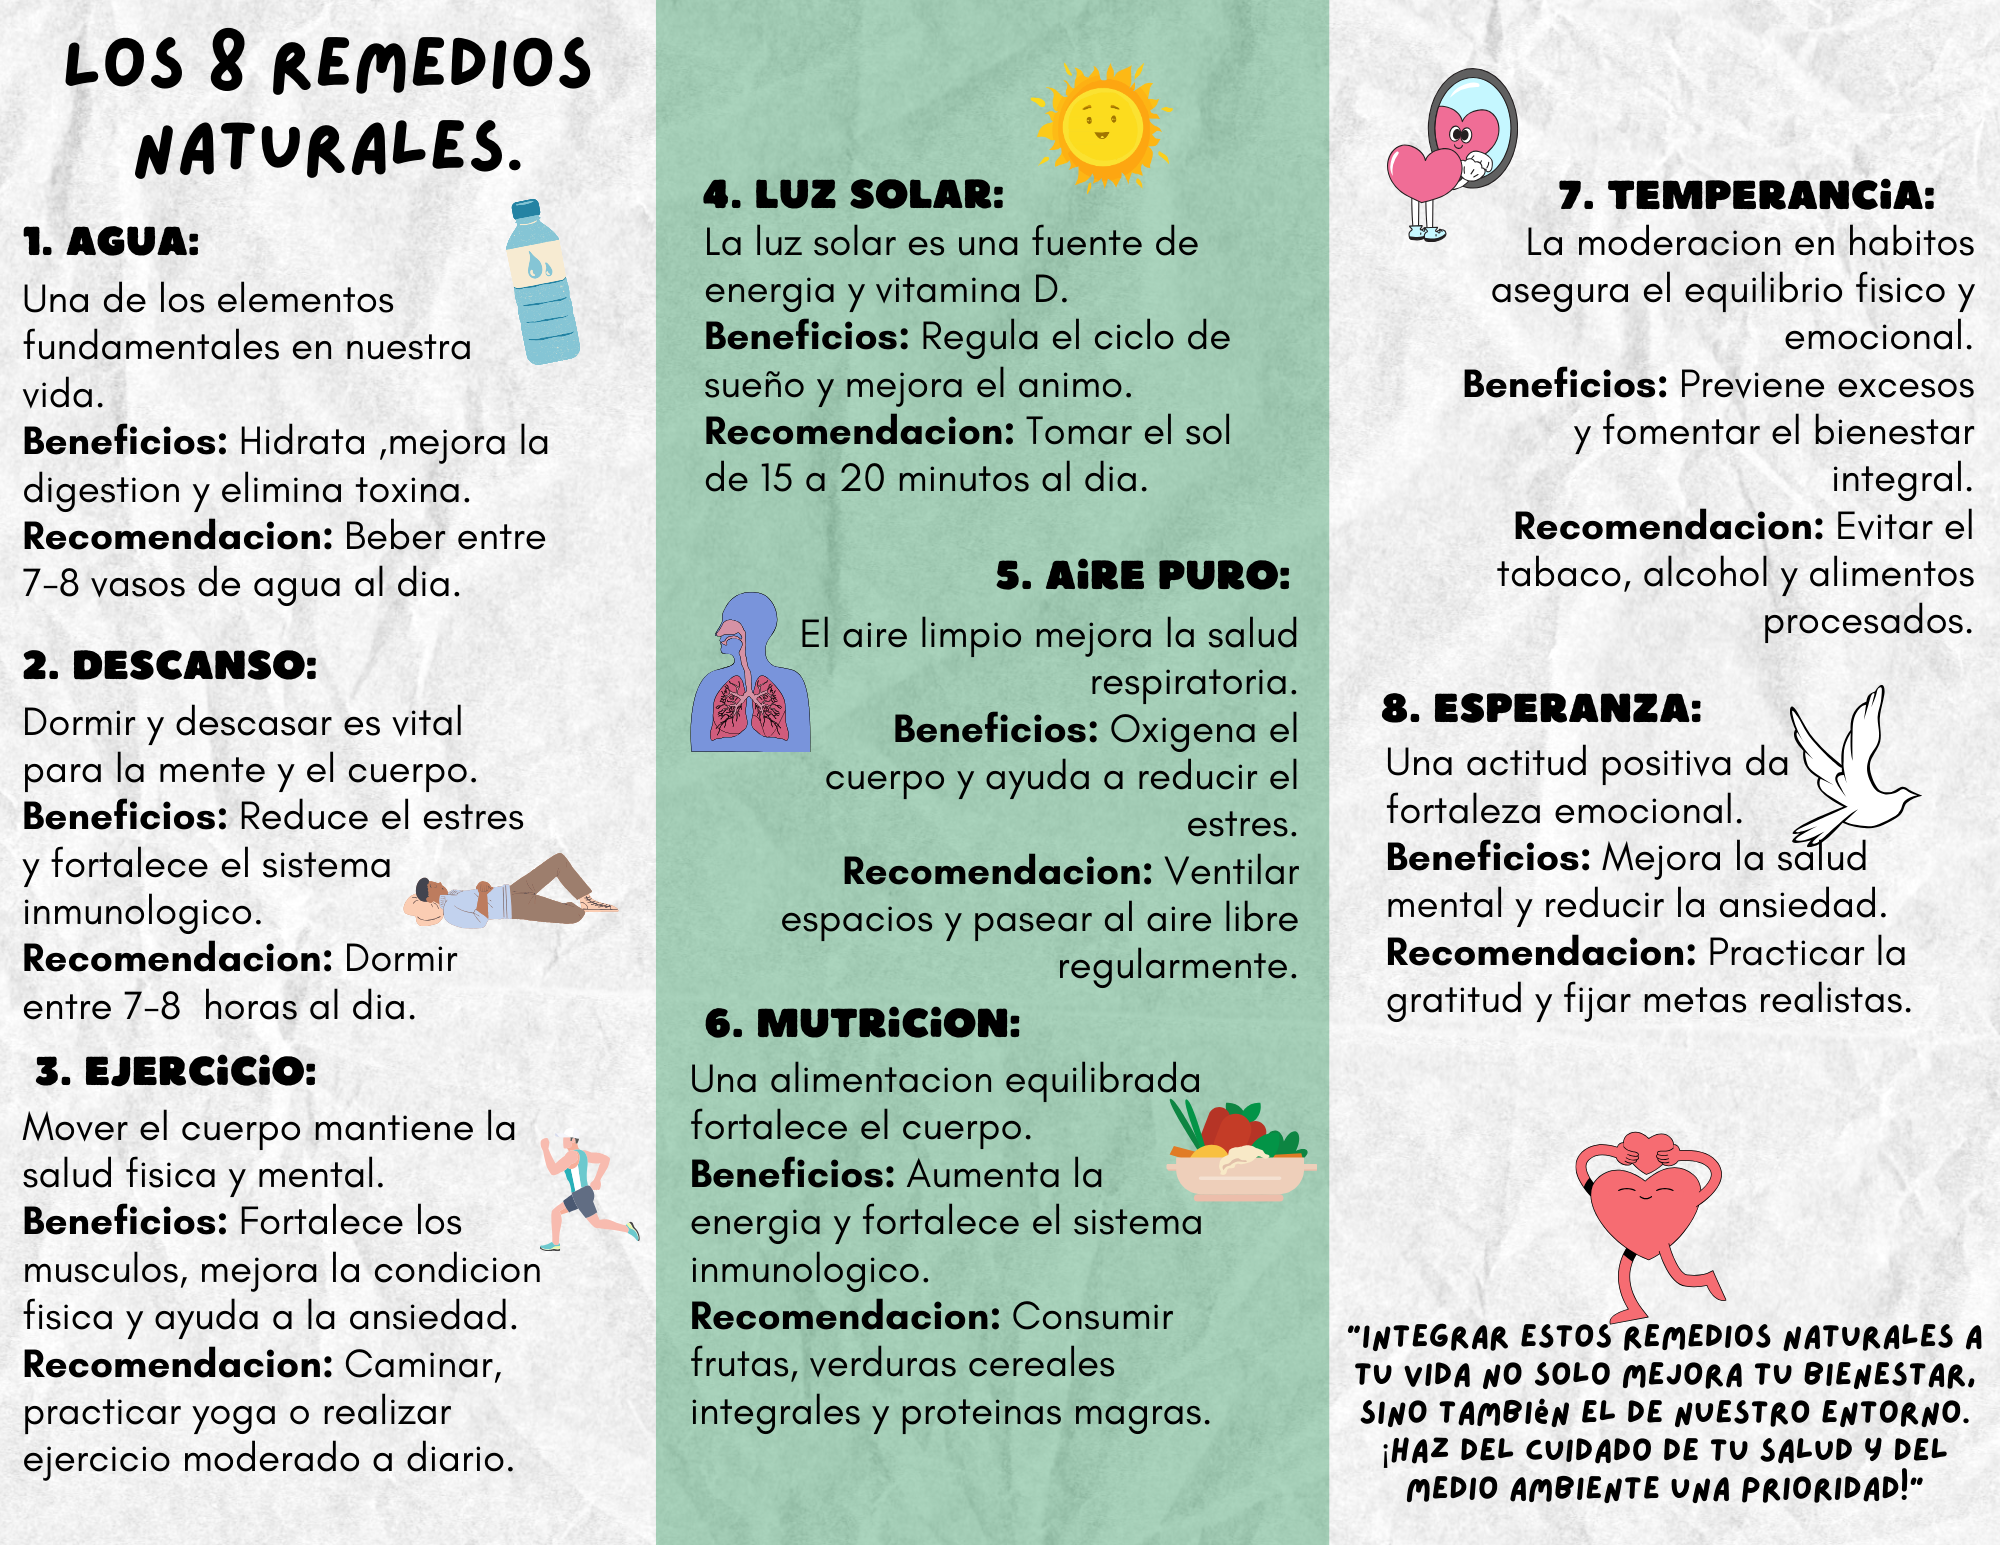 LOS 8 REMEDIOS
NATURALES.
1. AGUA:
Una de los elementos
fundamentales en nuestra
vida.
Beneficios: Hidrata ,mejora la
digestion y elimina toxina.
Recomendacion: Beber entre
7-8 vasos de agua al dia.
2. DESCANSO:
Dormir y descasar es vital
para la mente y el cuerpo.
Beneficios: Reduce el estres
y fortalece el sistema
inmunologico.
Recomendacion: Dormir
entre 7-8 horas al dia.
3. EJERCiCiO:
Mover el cuerpo mantiene la
salud fisica y mental.
Beneficios: Fortalece los
musculos, mejora la condicion
fisica y ayuda a la ansiedad.
Recomendacion: Caminar,
practicar yoga o realizar
ejercicio moderado a diario.
4. LUZ SOLAR:
La luz solar es una fuente de
energia y vitamina D.
Beneficios: Regula el ciclo de
sueño y mejora el animo.
Recomendacion: Tomar el sol
de 15 a 20 minutos al dia.
5. AiRE PURO:
El aire limpio mejora la salud
respiratoria.
Beneficios: Oxigena el
cuerpo y ayuda a reducir el
estres.
Recomendacion: Ventilar
espacios y pasear al aire libre
regularmente.
6. MUTRiCiON:
Una alimentacion equilibrada
fortalece el cuerpo.
Beneficios: Aumenta la
energia y fortalece el sistema
inmunologico.
Recomendacion: Consumir
frutas, verduras cereales
integrales y proteinas magras.
7. TEMPERANCiA:
La moderacion en habitos
asegura el equilibrio fisico y
emocional.
Beneficios: Previene excesos
y fomentar el bienestar
integral.
Recomendacion: Evitar el
tabaco, alcohol y alimentos
procesados.
8. ESPERANZA:
Una actitud positiva da
fortaleza emocional.
Beneficios: Mejora la salud
mental y reducir la ansiedad.
Recomendacion: Practicar la
gratitud y fijar metas realistas.
"INTEGRAR ESTOS REMEDIOS NATURALES A
TU VIDA NO SOLO MEJORA TU BIENESTAR,
SINO TAMBIéN EL DE NUESTRO ENTORNO.
¡HAZ DEL CUIDADO DE TU SALUD Y DEL
MEDIO AMBIENTE UNA PRIORIDAD!"